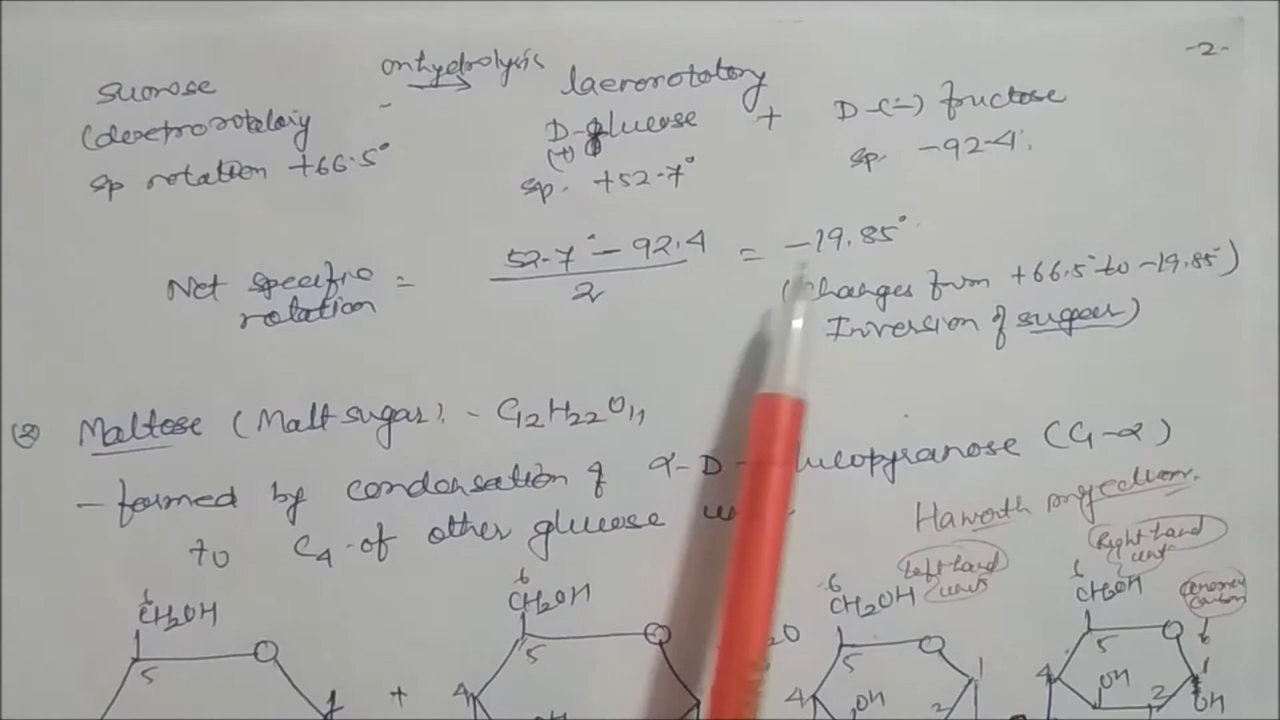 -2-
onhydrolysis
sucrose laevorotatory
(dextrorotatory D-glucose + D-(-) fructose
(+)
sp rotation +66.5° sp. +52.7° sp. -92.4.
Net specific rotation = 52.7° - 92.4 / 2 = -19.85°
(changes from +66.5° to -19.85°)
Inversion of sugar)
(2) Maltose (Malt sugar). - C12H22O11
- formed by condensation of α-D- glucopyranose (C1-α)
to C4 of other glucose
Haworth projection.
Left hand unit
Right hand unit
6 CH2OH
6 CH2OH
6 CH2OH
6 CH2OH
anomeric carbon
5 O
5 O
5 O
5 O
1 + 4 4 OH 2 1 4 OH 2 1 OH